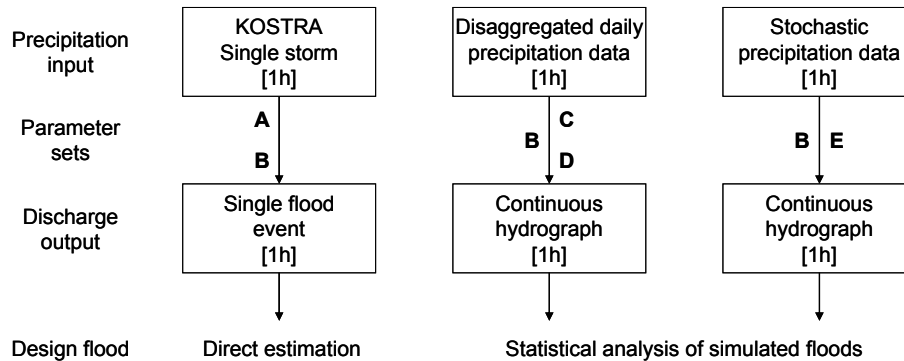 Precipitation
input
KOSTRA
Single storm
[1h]
Disaggregated daily
precipitation data
[1h]
Stochastic
precipitation data
[1h]
Parameter
sets
A
B
B
C
D
B
E
Discharge
output
Single flood
event
[1h]
Continuous
hydrograph
[1h]
Continuous
hydrograph
[1h]
Design flood
Direct estimation
Statistical analysis of simulated floods